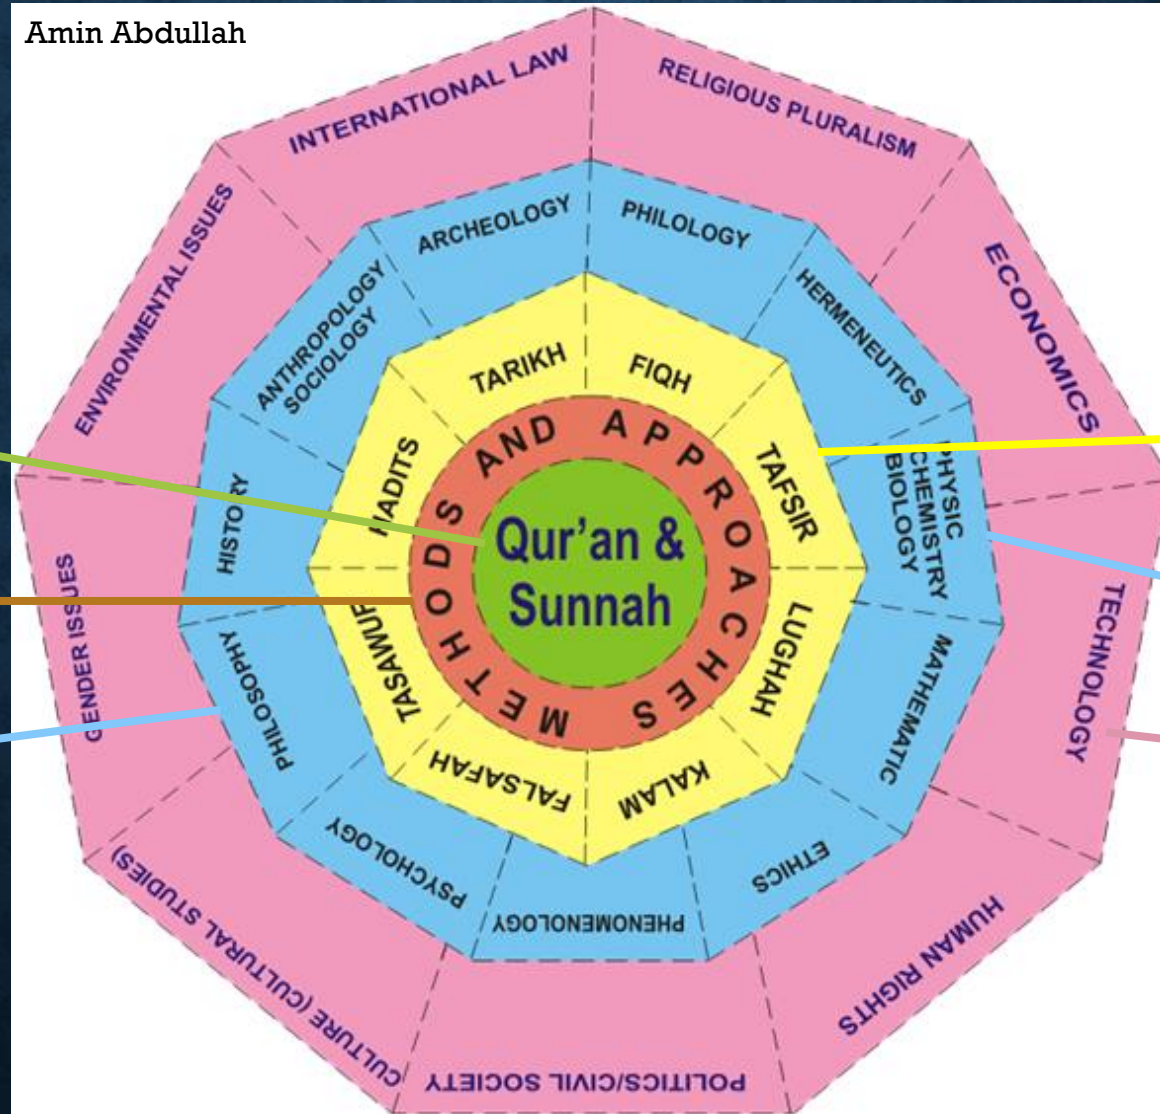 Amin Abdullah
INTERNATIONAL LAW
RELIGIOUS PLURALISM
ECONOMICS
TECHNOLOGY
HUMAN RIGHTS
POLITICS/CIVIL SOCIETY
CULTURE (CULTURAL STUDIES)
GENDER ISSUES
ENVIRONMENTAL ISSUES
ARCHEOLOGY
PHILOLOGY
HERMENEUTICS
PHYSIC
CHEMISTRY
BIOLOGY
MATHEMATIC
ETHICS
PHENOMENOLOGY
PSYCHOLOGY
PHILOSOPHY
HISTORY
ANTHROPOLOGY
SOCIOLOGY
TARIKH
FIQH
TAFSIR
LUGHAH
KALAM
FALSAFAH
TASAWUF
HADITS
METHODS AND APPROACHES
Qur'an &
Sunnah